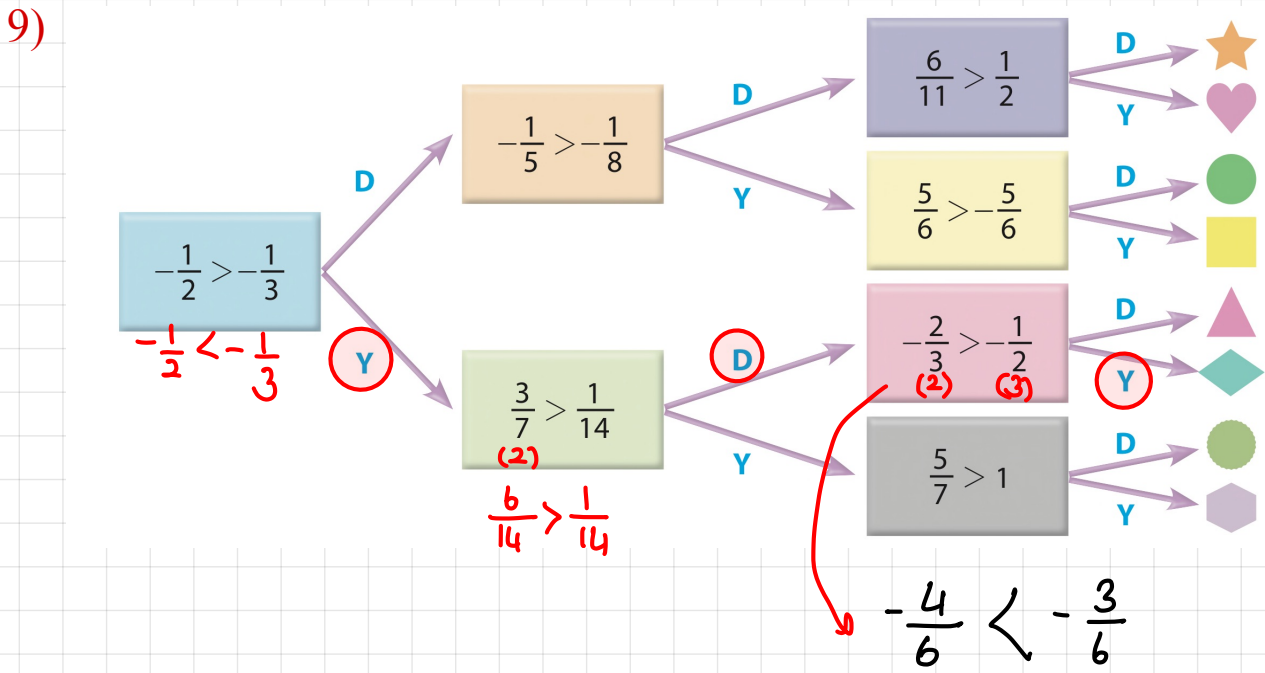 9)
-1/2 > -1/3
-1/2 < -1/3
D
Y
-1/5 > -1/8
3/7 > 1/14
(2)
6/14 > 1/14
D
Y
D
Y
6/11 > 1/2
5/6 > -5/6
-2/3 > -1/2
(2) (3)
5/7 > 1
D
Y
D
Y
D
Y
D
Y
-4/6 < -3/6